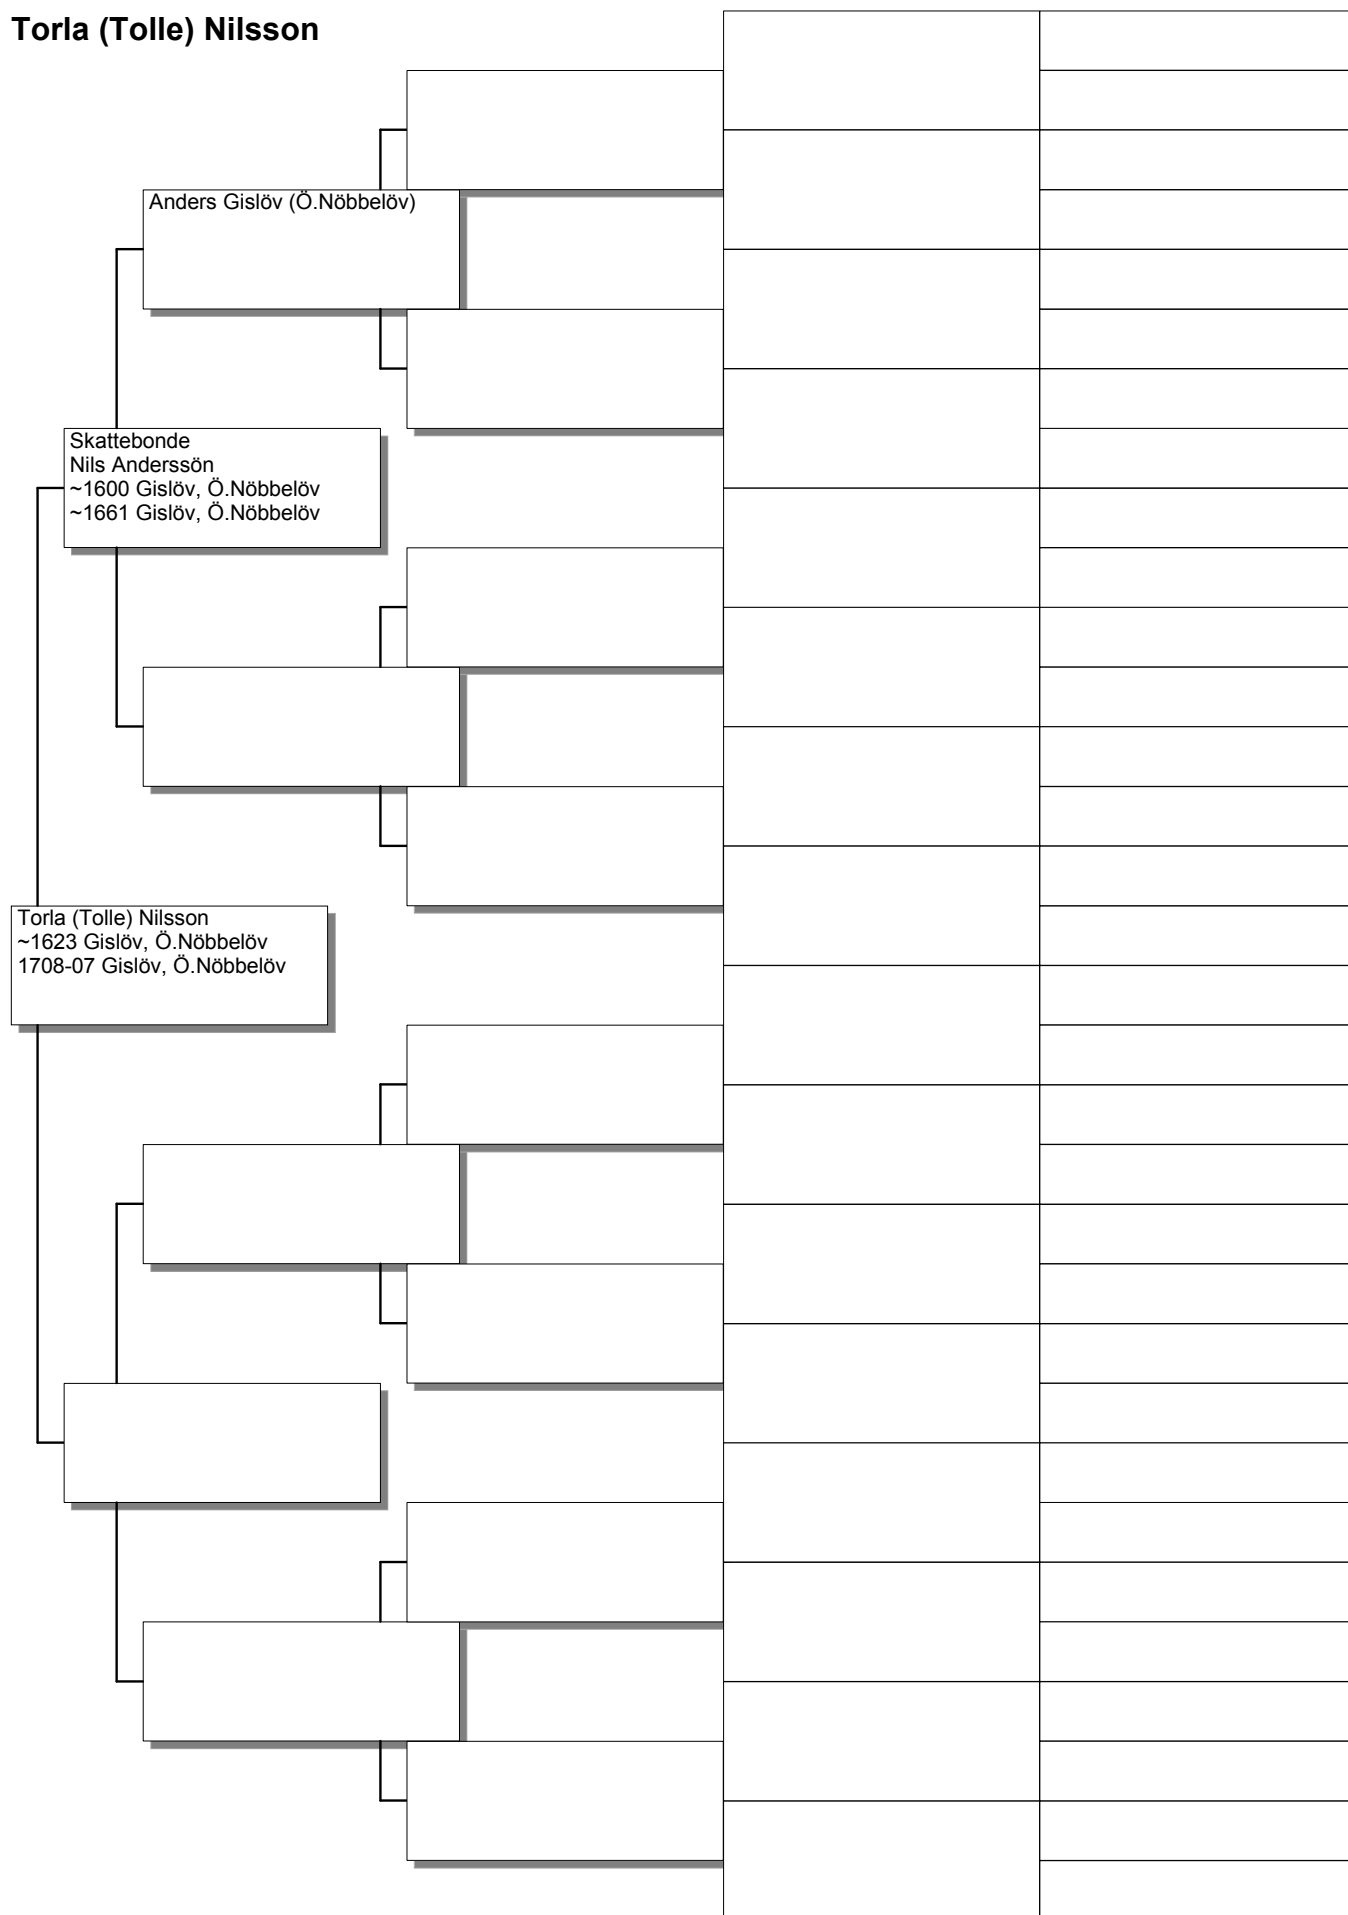 Torla (Tolle) Nilsson
Anders Gislöv (Ö.Nöbbelöv)
Skattebonde
Nils Anderssön
~1600 Gislöv, Ö.Nöbbelöv
~1661 Gislöv, Ö.Nöbbelöv
Torla (Tolle) Nilsson
~1623 Gislöv, Ö.Nöbbelöv
1708-07 Gislöv, Ö.Nöbbelöv